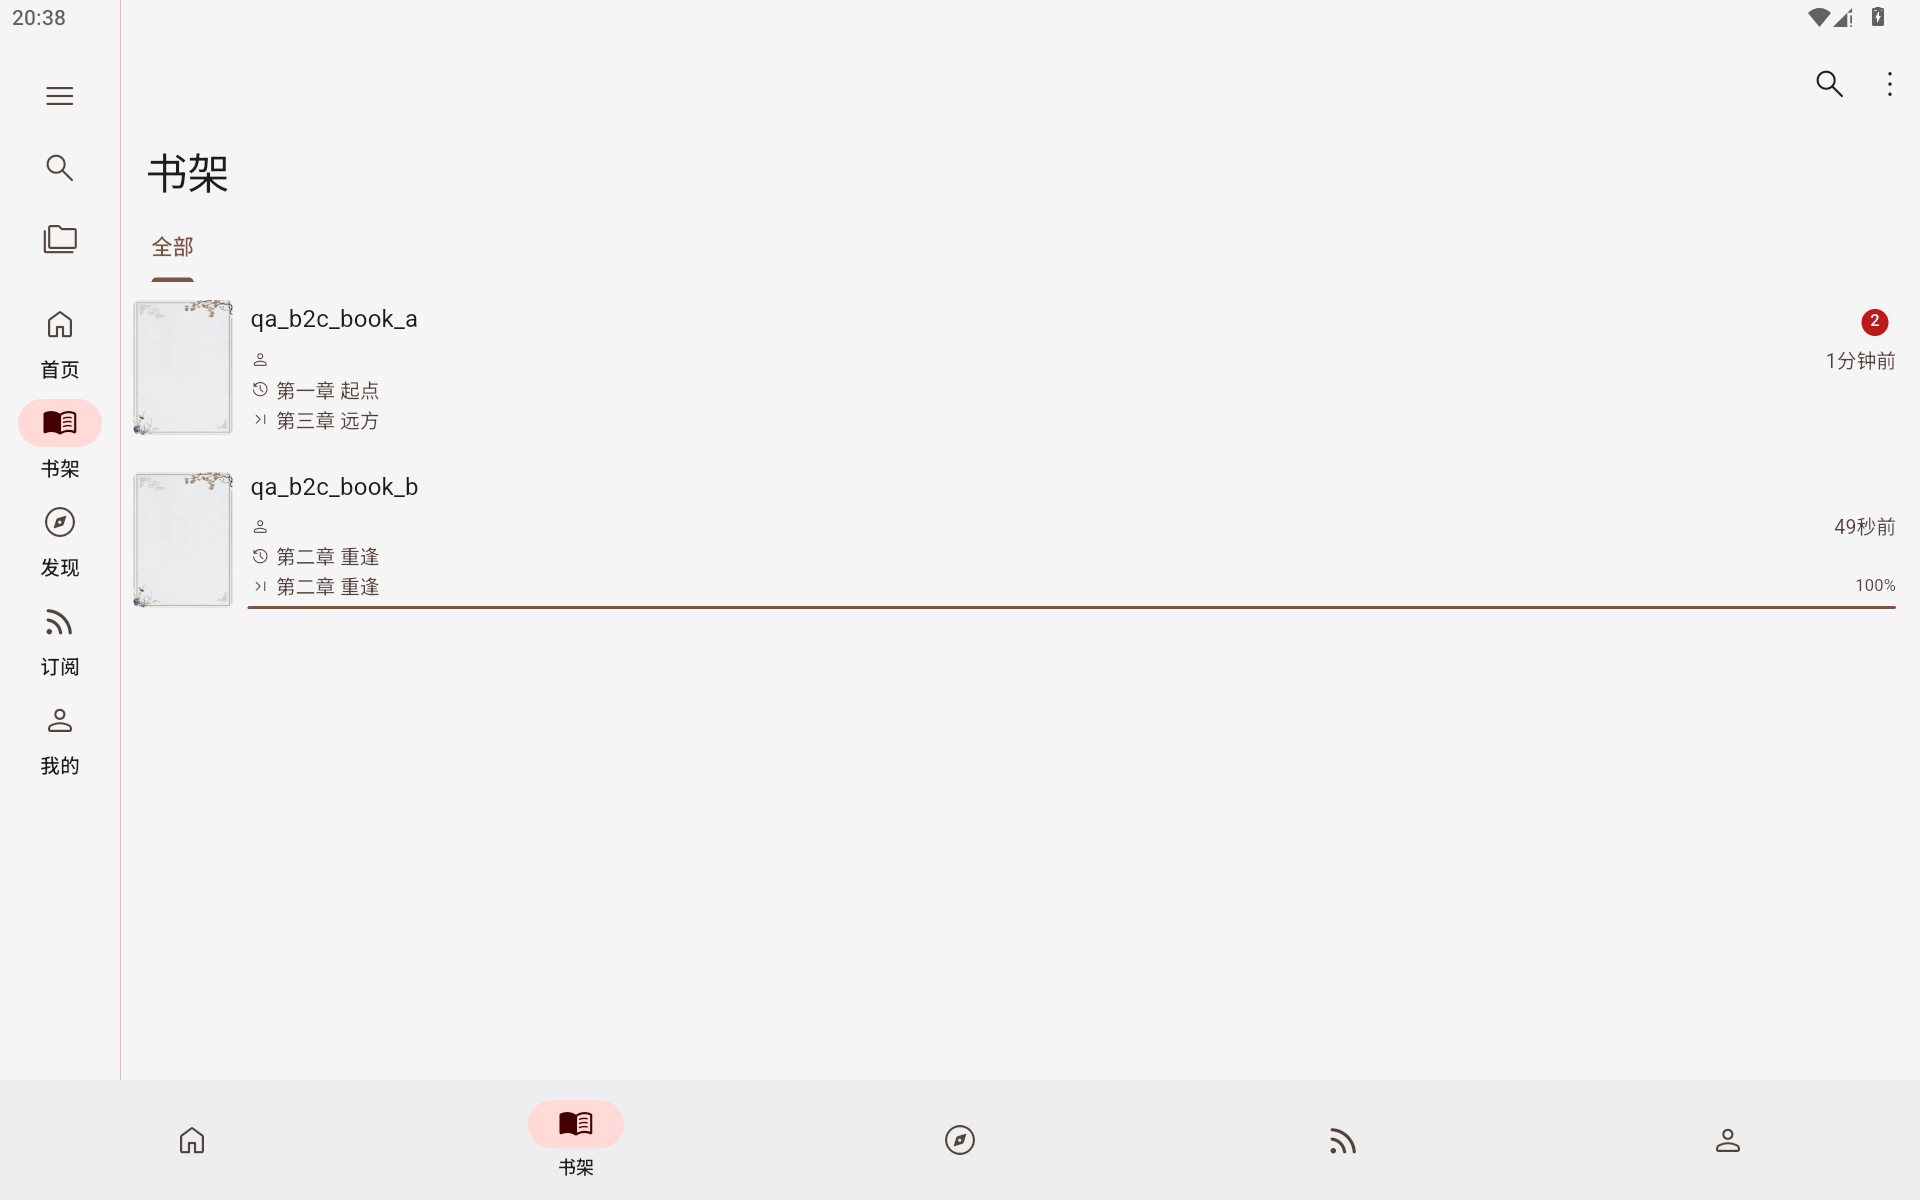 20:38
首页
书架
发现
订阅
我的
书架
全部
qa_b2c_book_a
2
1分钟前
第一章 起点
第三章 远方
qa_b2c_book_b
49秒前
第二章 重逢
第二章 重逢
100%
书架